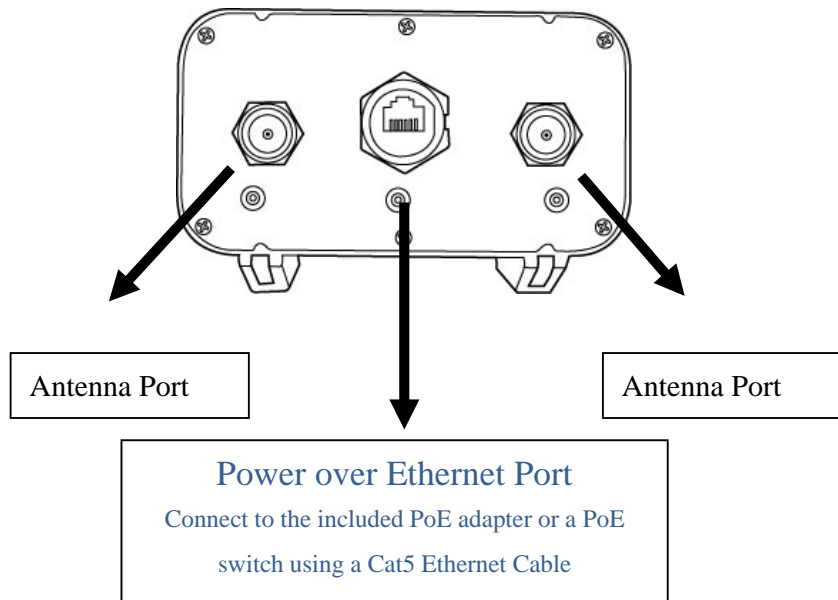 Antenna Port
Antenna Port
Power over Ethernet Port
Connect to the included PoE adapter or a PoE
switch using a Cat5 Ethernet Cable